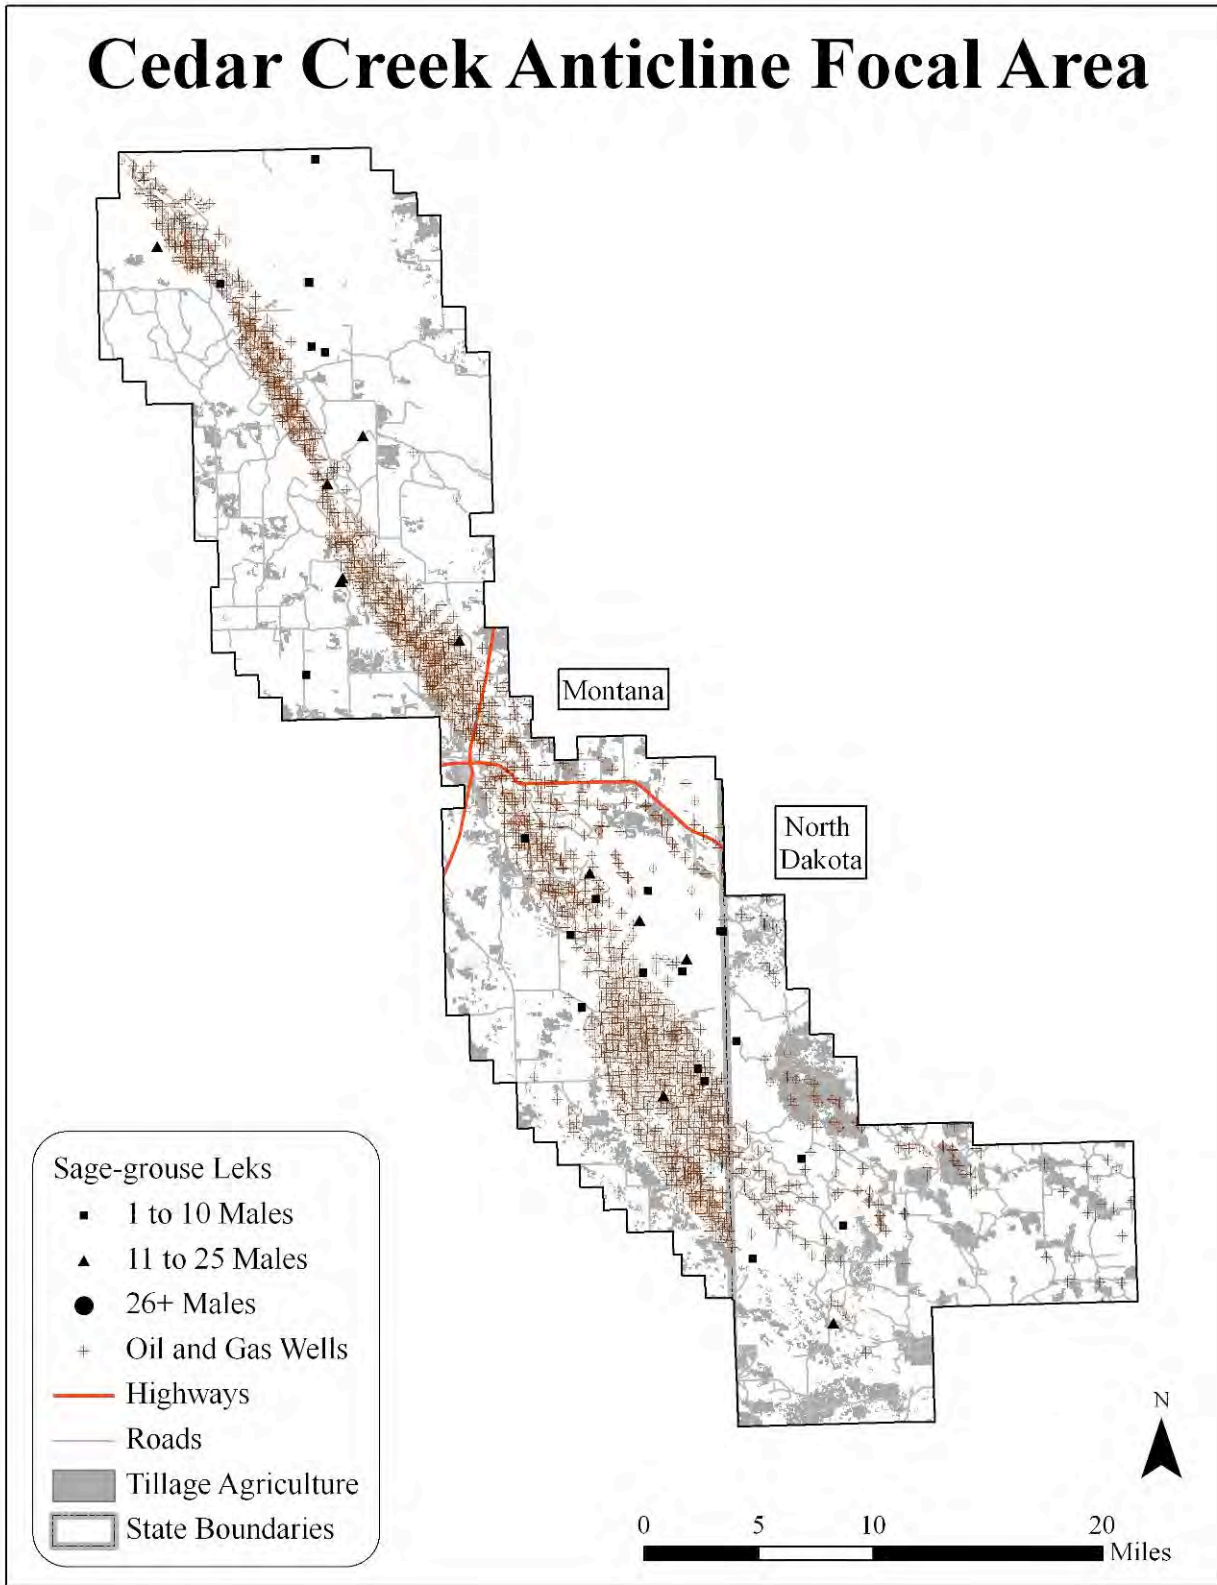 Cedar Creek Anticline Focal Area
Montana
North
Dakota
Sage-grouse Leks
1 to 10 Males
11 to 25 Males
26+ Males
Oil and Gas Wells
Highways
Roads
Tillage Agriculture
State Boundaries
N
0 5 10 20
Miles